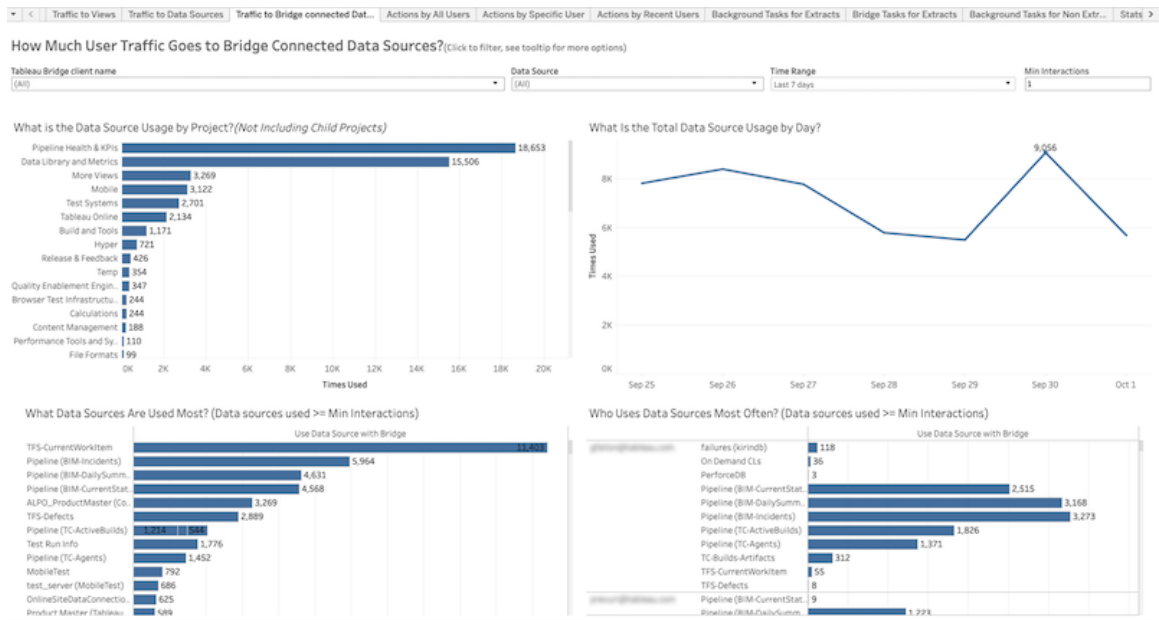 Traffic to Views Traffic to Data Sources Traffic to Bridge connected Dat... Actions by All Users Actions by Specific User Actions by Recent Users Background Tasks for Extracts Bridge Tasks for Extracts Background Tasks for Non Extr... Stats
How Much User Traffic Goes to Bridge Connected Data Sources?(Click to filter, see tooltip for more options)
Tableau Bridge client name Data Source Time Range Min Interactions
(All) (All) Last 7 days 1
What is the Data Source Usage by Project?(Not Including Child Projects)
Pipeline Health & KPIs 18,653
Data Library and Metrics 15,506
More Views 3,269
Mobile 3,122
Test Systems 2,701
Tableau Online 2,134
Build and Tools 1,171
Hyper 721
Release & Feedback 426
Temp 354
Quality Enablement Engin.. 347
Browser Test Infrastructu.. 244
Calculations 244
Content Management 188
Performance Tools and Sy.. 110
File Formats 99
0K 2K 4K 6K 8K 10K 12K 14K 16K 18K 20K
Times Used
What Is the Total Data Source Usage by Day?
9,056
8K
6K
4K
2K
0K
Times Used
Sep 25 Sep 26 Sep 27 Sep 28 Sep 29 Sep 30 Oct 1
What Data Sources Are Used Most? (Data sources used >= Min Interactions)
Use Data Source with Bridge
TFS-CurrentWorkItem 11,403
Pipeline (BIM-Incidents) 5,964
Pipeline (BIM-DailySumm.. 4,631
Pipeline (BIM-CurrentStat.. 4,568
ALPO_ProductMaster (Co.. 3,269
TFS-Defects 2,889
Pipeline (TC-ActiveBuilds) 1,214 544
Test Run Info 1,776
Pipeline (TC-Agents) 1,452
MobileTest 792
test_server (MobileTest) 686
OnlineSiteDataConnectio.. 625
Product Master (Tableau.. 589
Who Uses Data Sources Most Often? (Data sources used >= Min Interactions)
Use Data Source with Bridge
failures (kirindb) 118
On Demand CLs 36
PerforceDB 3
Pipeline (BIM-CurrentStat.. 2,515
Pipeline (BIM-DailySumm.. 3,168
Pipeline (BIM-Incidents) 3,273
Pipeline (TC-ActiveBuilds) 1,826
Pipeline (TC-Agents) 1,371
TC-Builds-Artifacts 312
TFS-CurrentWorkItem 55
TFS-Defects 8
Pipeline (BIM-CurrentStat.. 9
Pipeline (BIM-DailySumm.. 1,223